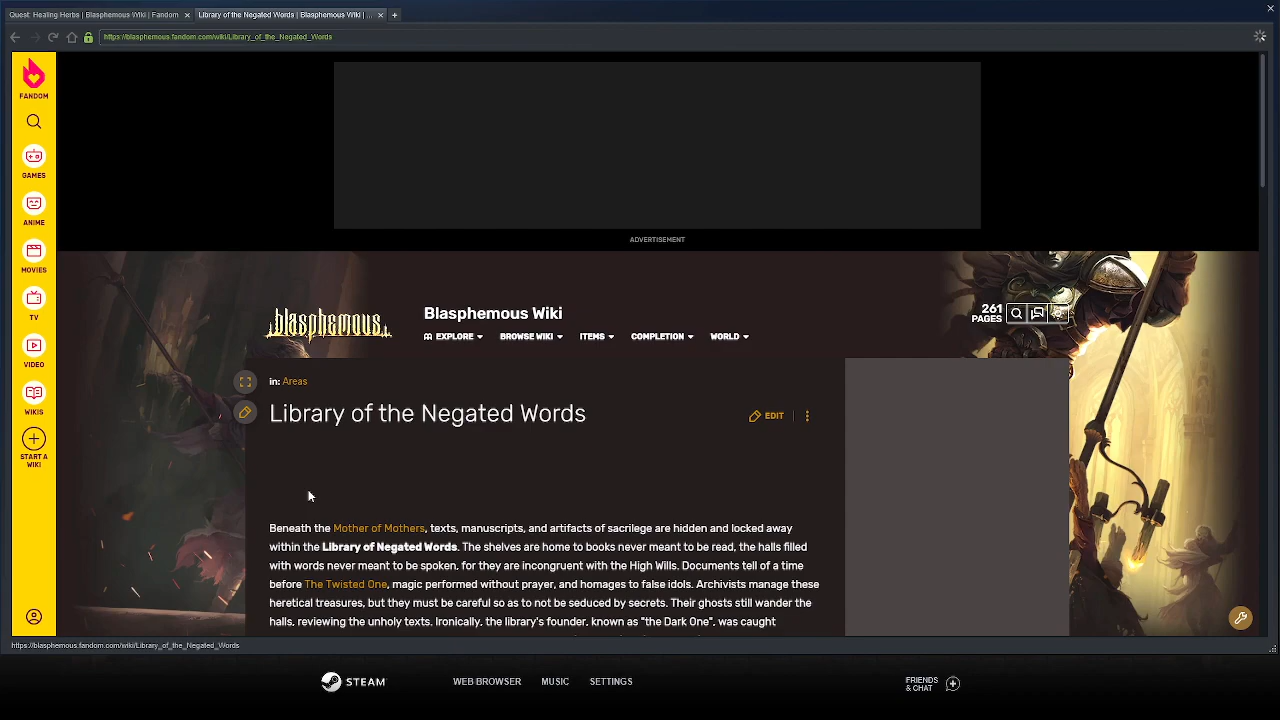 Quest: Healing Herbs | Blasphemous Wiki | Fandom
Library of the Negated Words | Blasphemous Wiki | ...
https://blasphemous.fandom.com/wiki/Library_of_the_Negated_Words
FANDOM
GAMES
ANIME
MOVIES
TV
VIDEO
WIKIS
START A
WIKI
ADVERTISEMENT
blasphemous
Blasphemous Wiki
EXPLORE
BROWSE WIKI
ITEMS
COMPLETION
WORLD
261
PAGES
in: Areas
Library of the Negated Words
EDIT
Beneath the Mother of Mothers, texts, manuscripts, and artifacts of sacrilege are hidden and locked away
within the Library of Negated Words. The shelves are home to books never meant to be read, the halls filled
with words never meant to be spoken, for they are incongruent with the High Wills. Documents tell of a time
before The Twisted One, magic performed without prayer, and homages to false idols. Archivists manage these
heretical treasures, but they must be careful so as to not be seduced by secrets. Their ghosts still wander the
halls, reviewing the unholy texts. Ironically, the library's founder, known as "the Dark One", was caught
https://blasphemous.fandom.com/wiki/Library_of_the_Negated_Words
STEAM
WEB BROWSER
MUSIC
SETTINGS
FRIENDS
& CHAT